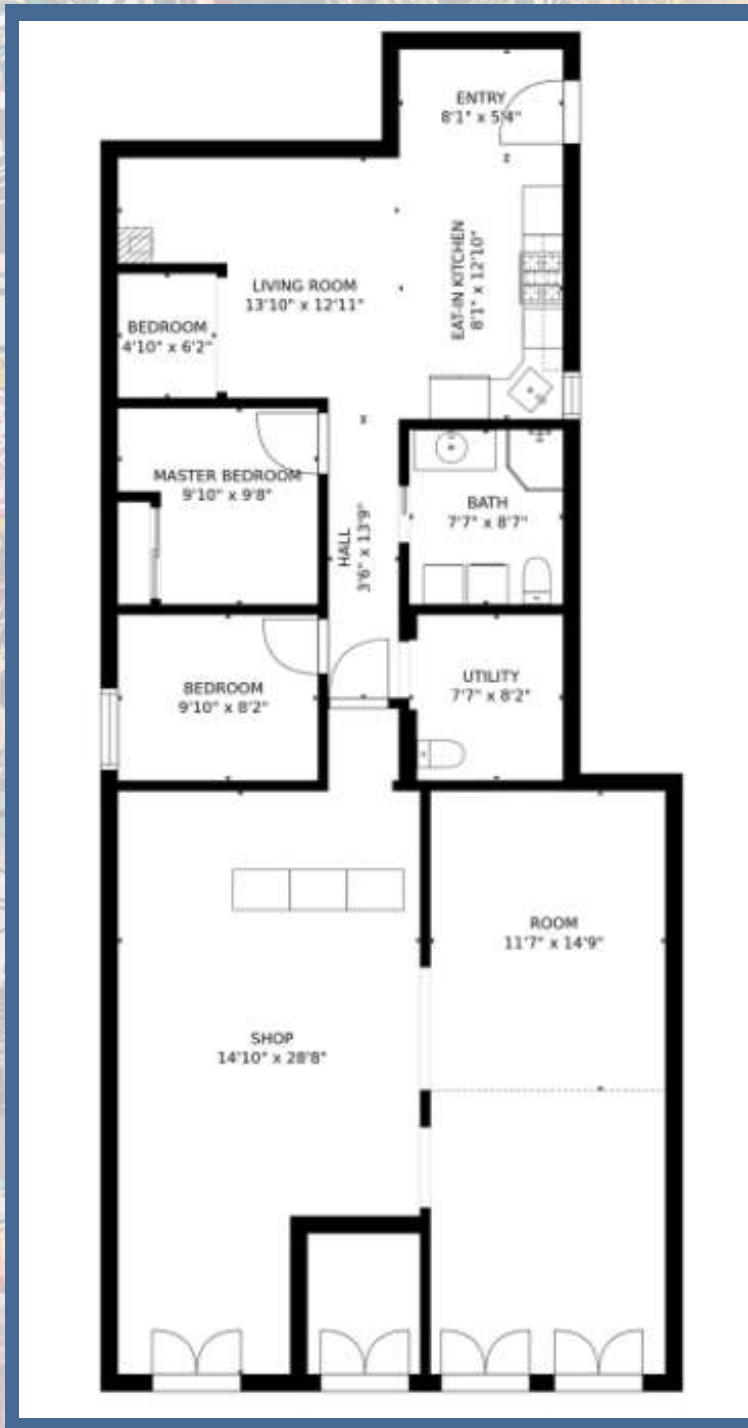 ENTRY
8'1" x 5'4"
LIVING ROOM
13'10" x 12'11"
EAT-IN KITCHEN
8'1" x 12'10"
BEDROOM
4'10" x 6'2"
MASTER BEDROOM
9'10" x 9'8"
HALL
3'6" x 13'9"
BATH
7'7" x 8'7"
BEDROOM
9'10" x 8'2"
UTILITY
7'7" x 8'2"
ROOM
11'7" x 14'9"
SHOP
14'10" x 28'8"